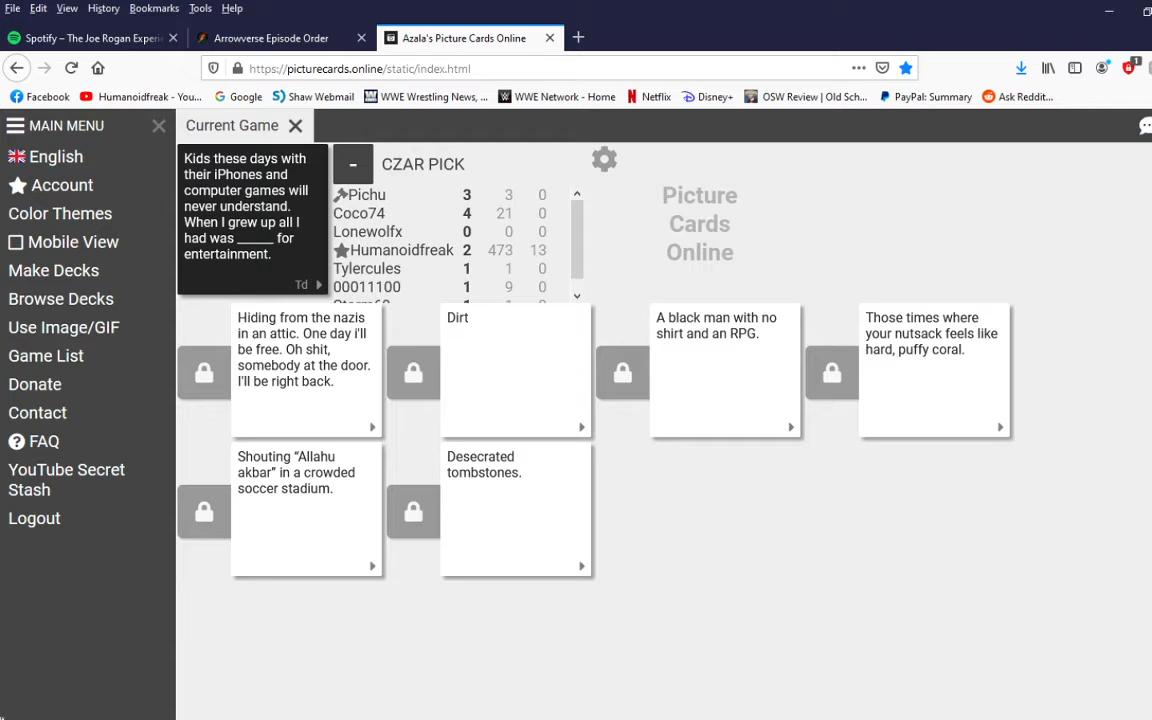 File Edit View History Bookmarks Tools Help
Spotify – The Joe Rogan Experi
Arrowverse Episode Order
Azala's Picture Cards Online
https://picturecards.online/static/index.html
1
Facebook
Humanoidfreak - You...
Google
Shaw Webmail
WWE Wrestling News, ...
WWE Network - Home
Netflix
Disney+
OSW Review | Old Sch...
PayPal: Summary
Ask Reddit...
MAIN MENU
English
Account
Color Themes
Mobile View
Make Decks
Browse Decks
Use Image/GIF
Game List
Donate
Contact
FAQ
YouTube Secret
Stash
Logout
Current Game
Kids these days with
their iPhones and
computer games will
never understand.
When I grew up all I
had was ______ for
entertainment.
Td
-
CZAR PICK
Pichu 3 3 0
Coco74 4 21 0
Lonewolfx 0 0 0
Humanoidfreak 2 473 13
Tylercules 1 1 0
00011100 1 9 0
Picture
Cards
Online
Hiding from the nazis
in an attic. One day i'll
be free. Oh shit,
somebody at the door.
I'll be right back.
Dirt
A black man with no
shirt and an RPG.
Those times where
your nutsack feels like
hard, puffy coral.
Shouting “Allahu
akbar” in a crowded
soccer stadium.
Desecrated
tombstones.